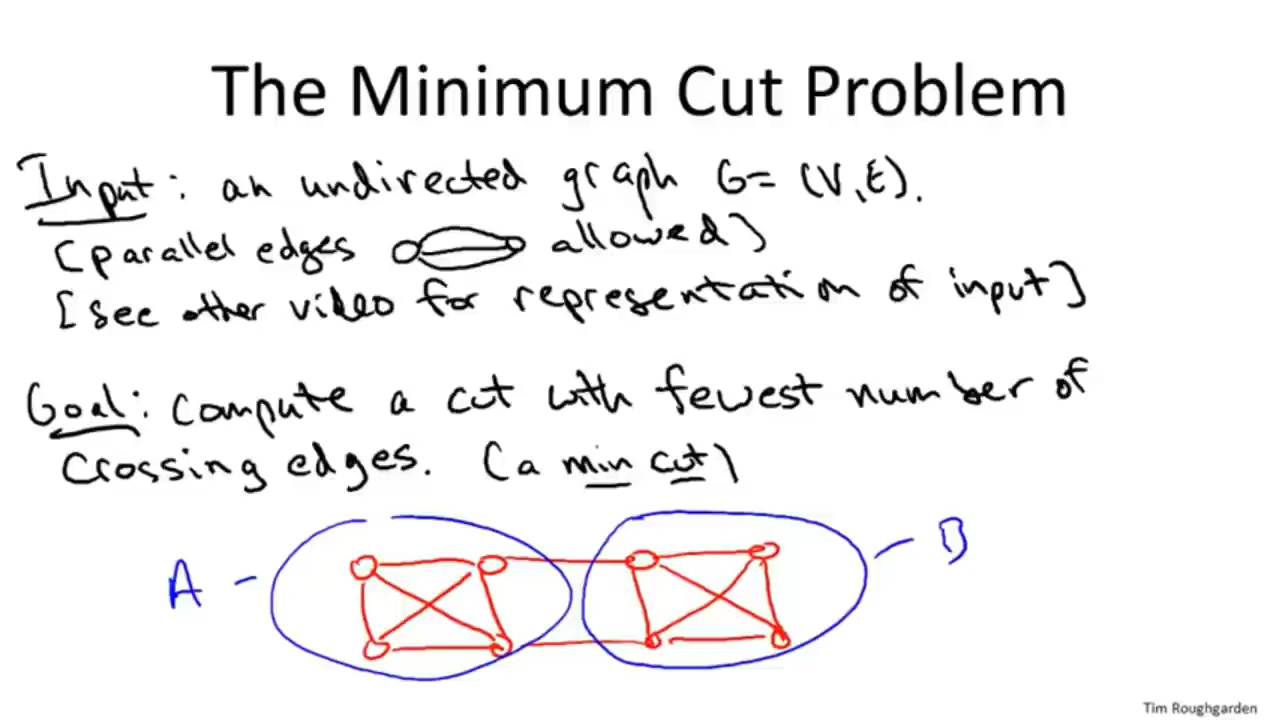 The Minimum Cut Problem
Input: an undirected graph G = (V, E).
[parallel edges allowed]
[see other video for representation of input]
Goal: compute a cut with fewest number of
crossing edges. (a min cut)
A
B
Tim Roughgarden